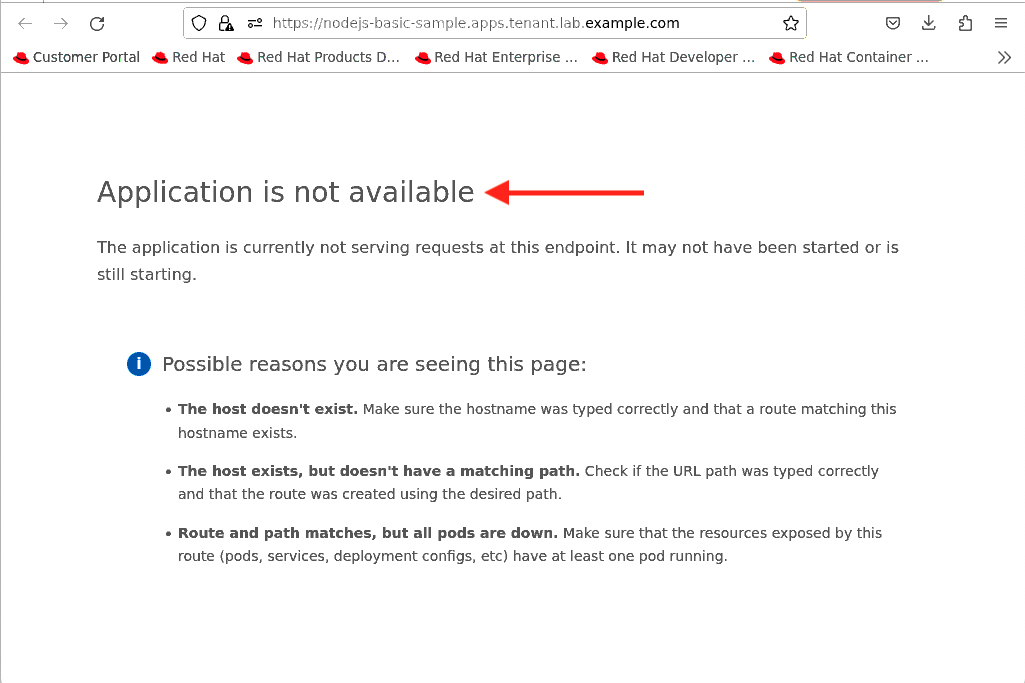 https://nodejs-basic-sample.apps.tenant.lab.example.com
Customer Portal Red Hat Red Hat Products D... Red Hat Enterprise ... Red Hat Developer ... Red Hat Container ...
Application is not available
The application is currently not serving requests at this endpoint. It may not have been started or is
still starting.
i Possible reasons you are seeing this page:
• The host doesn't exist. Make sure the hostname was typed correctly and that a route matching this
hostname exists.
• The host exists, but doesn't have a matching path. Check if the URL path was typed correctly
and that the route was created using the desired path.
• Route and path matches, but all pods are down. Make sure that the resources exposed by this
route (pods, services, deployment configs, etc) have at least one pod running.